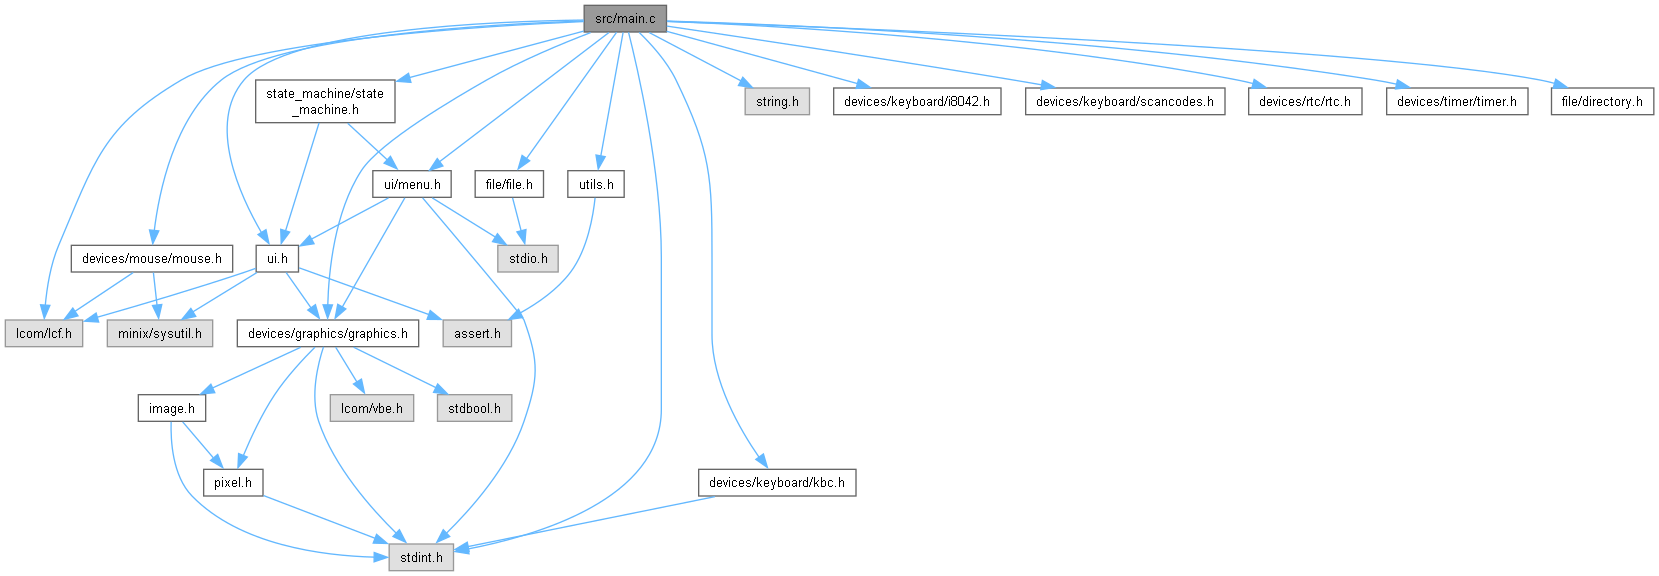 src/main.c
state_machine/state
_machine.h
string.h
devices/keyboard/i8042.h
devices/keyboard/scancodes.h
devices/rtc/rtc.h
devices/timer/timer.h
file/directory.h
ui/menu.h
file/file.h
utils.h
devices/mouse/mouse.h
ui.h
stdio.h
lcom/lcf.h
minix/sysutil.h
devices/graphics/graphics.h
assert.h
image.h
lcom/vbe.h
stdbool.h
pixel.h
devices/keyboard/kbc.h
stdint.h